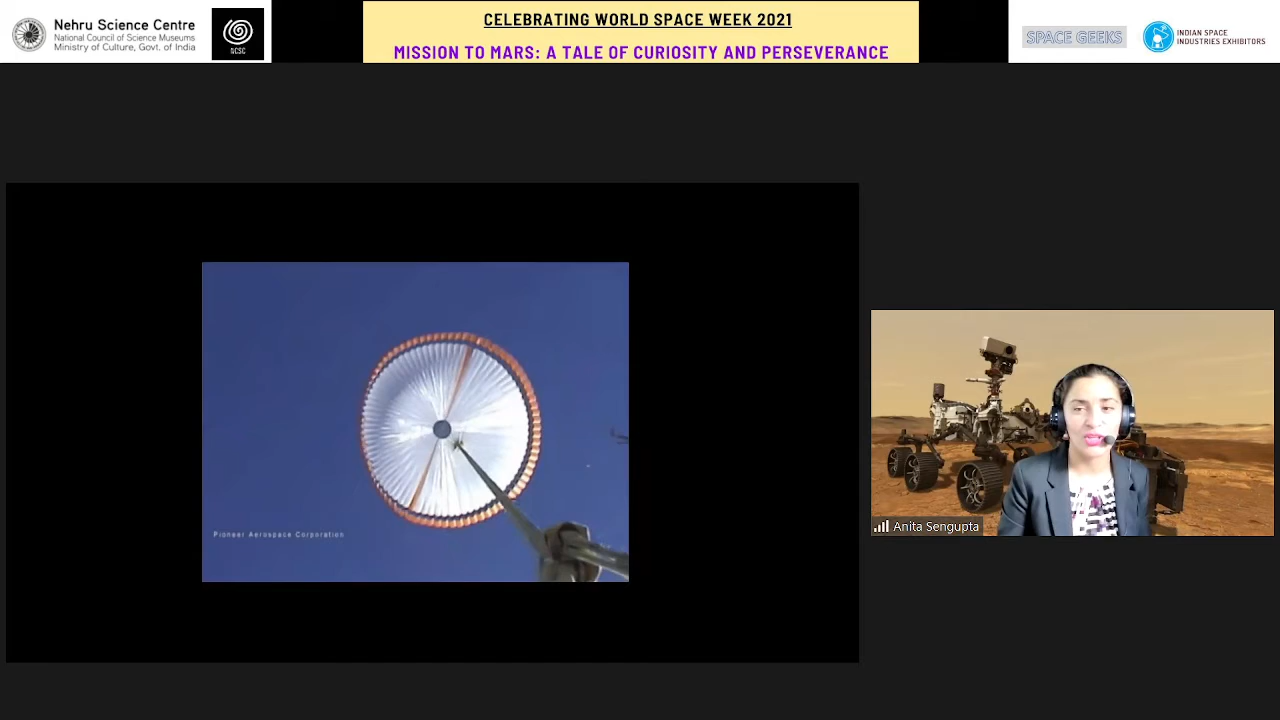 Nehru Science Centre
National Council of Science Museums
Ministry of Culture, Govt. of India
NCSC
CELEBRATING WORLD SPACE WEEK 2021
MISSION TO MARS: A TALE OF CURIOSITY AND PERSEVERANCE
SPACE GEEKS
INDIAN SPACE
INDUSTRIES EXHIBITORS
Pioneer Aerospace Corporation
Anita Sengupta